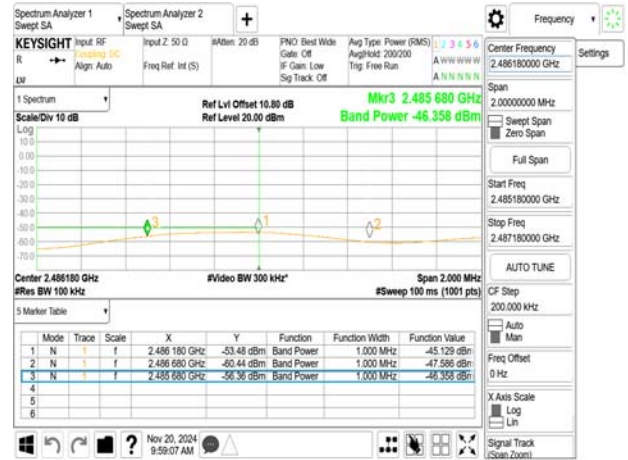 Spectrum Analyzer 1
Swept SA
Spectrum Analyzer 2
Swept SA
+
Frequency
KEYSIGHT
R
Input: RF
Coupling: DC
Align: Auto
Input Z: 50 Ω
Freq Ref: Int (S)
#Atten: 20 dB
PNO: Best Wide
Gate: Off
IF Gain: Low
Sig Track: Off
Avg Type: Power (RMS)
Avg|Hold: 200/200
Trig: Free Run
1 2 3 4 5 6
A W W W W W
A N N N N N
Settings
1 Spectrum
Scale/Div 10 dB
Ref Lvl Offset 10.80 dB
Ref Level 20.00 dBm
Mkr3 2.485 680 GHz
Band Power -46.358 dBm
Log
10.0
0.00
-10.0
-20.0
-30.0
-40.0
-50.0
-60.0
-70.0
3
1
2
Center 2.486180 GHz
#Res BW 100 kHz
#Video BW 300 kHz*
Span 2.000 MHz
#Sweep 100 ms (1001 pts)
5 Marker Table
Mode Trace Scale X Y Function Function Width Function Value
1 N 1 f 2.486 180 GHz -53.48 dBm Band Power 1.000 MHz -45.129 dBm
2 N 1 f 2.486 680 GHz -60.44 dBm Band Power 1.000 MHz -47.586 dBm
3 N 1 f 2.485 680 GHz -56.36 dBm Band Power 1.000 MHz -46.358 dBm
4
5
6
Nov 20, 2024
9:59:07 AM
Center Frequency
2.486180000 GHz
Span
2.00000000 MHz
Swept Span
Zero Span
Full Span
Start Freq
2.485180000 GHz
Stop Freq
2.487180000 GHz
AUTO TUNE
CF Step
200.000 kHz
Auto
Man
Freq Offset
0 Hz
X Axis Scale
Log
Lin
Signal Track
(Span Zoom)